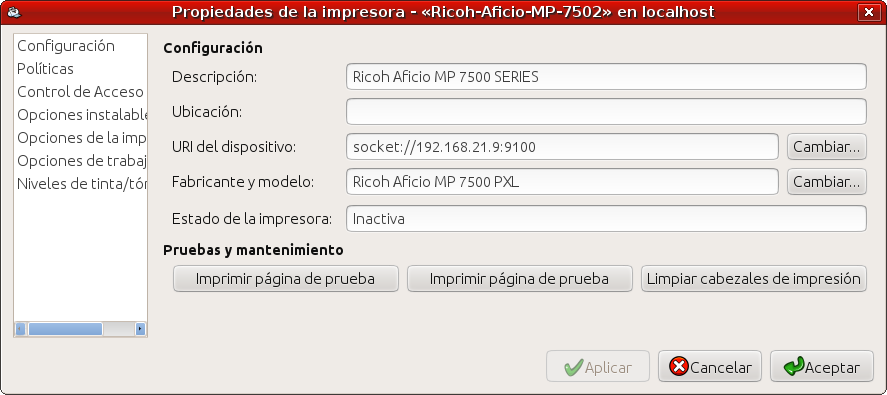 Propiedades de la impresora - «Ricoh-Aficio-MP-7502» en localhost
Configuración
Políticas
Control de Acceso
Opciones instalable
Opciones de la imp
Opciones de trabaj
Niveles de tinta/tór
Configuración
Descripción: Ricoh Aficio MP 7500 SERIES
Ubicación:
URI del dispositivo: socket://192.168.21.9:9100 Cambiar...
Fabricante y modelo: Ricoh Aficio MP 7500 PXL Cambiar...
Estado de la impresora: Inactiva
Pruebas y mantenimiento
Imprimir página de prueba Imprimir página de prueba Limpiar cabezales de impresión
Aplicar Cancelar Aceptar